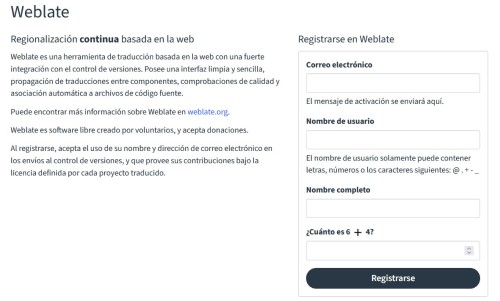 Weblate
Regionalización continua basada en la web
Weblate es una herramienta de traducción basada en la web con una fuerte
integración con el control de versiones. Posee una interfaz limpia y sencilla,
propagación de traducciones entre componentes, comprobaciones de calidad y
asociación automática a archivos de código fuente.
Puede encontrar más información sobre Weblate en weblate.org.
Weblate es software libre creado por voluntarios, y acepta donaciones.
Al registrarse, acepta el uso de su nombre y dirección de correo electrónico en
los envíos al control de versiones, y que provee sus contribuciones bajo la
licencia definida por cada proyecto traducido.
Registrarse en Weblate
Correo electrónico
El mensaje de activación se enviará aquí.
Nombre de usuario
El nombre de usuario solamente puede contener
letras, números o los caracteres siguientes: @ . + - _
Nombre completo
¿Cuánto es 6 + 4?
Registrarse